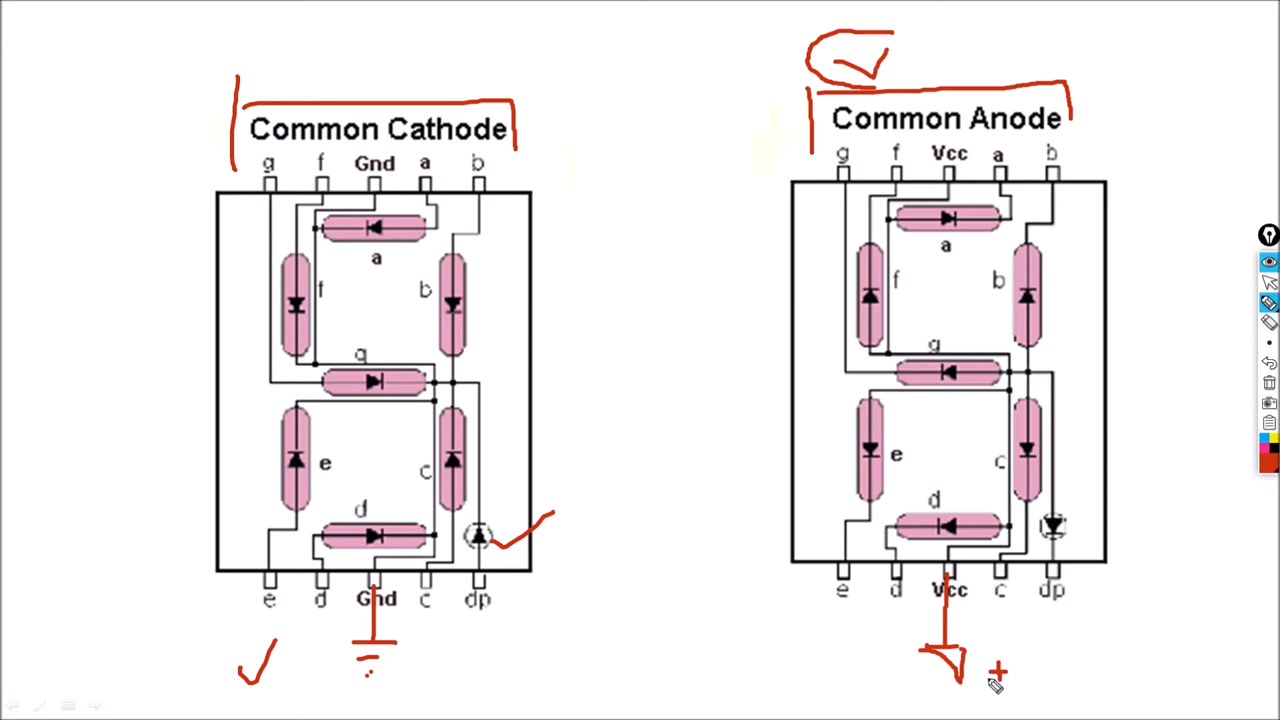 Common Cathode
g f Gnd a b
a
f b
g
e c
d
e d Gnd c dp
Common Anode
g f Vcc a b
a
f b
g
e c
d
e d Vcc c dp
+